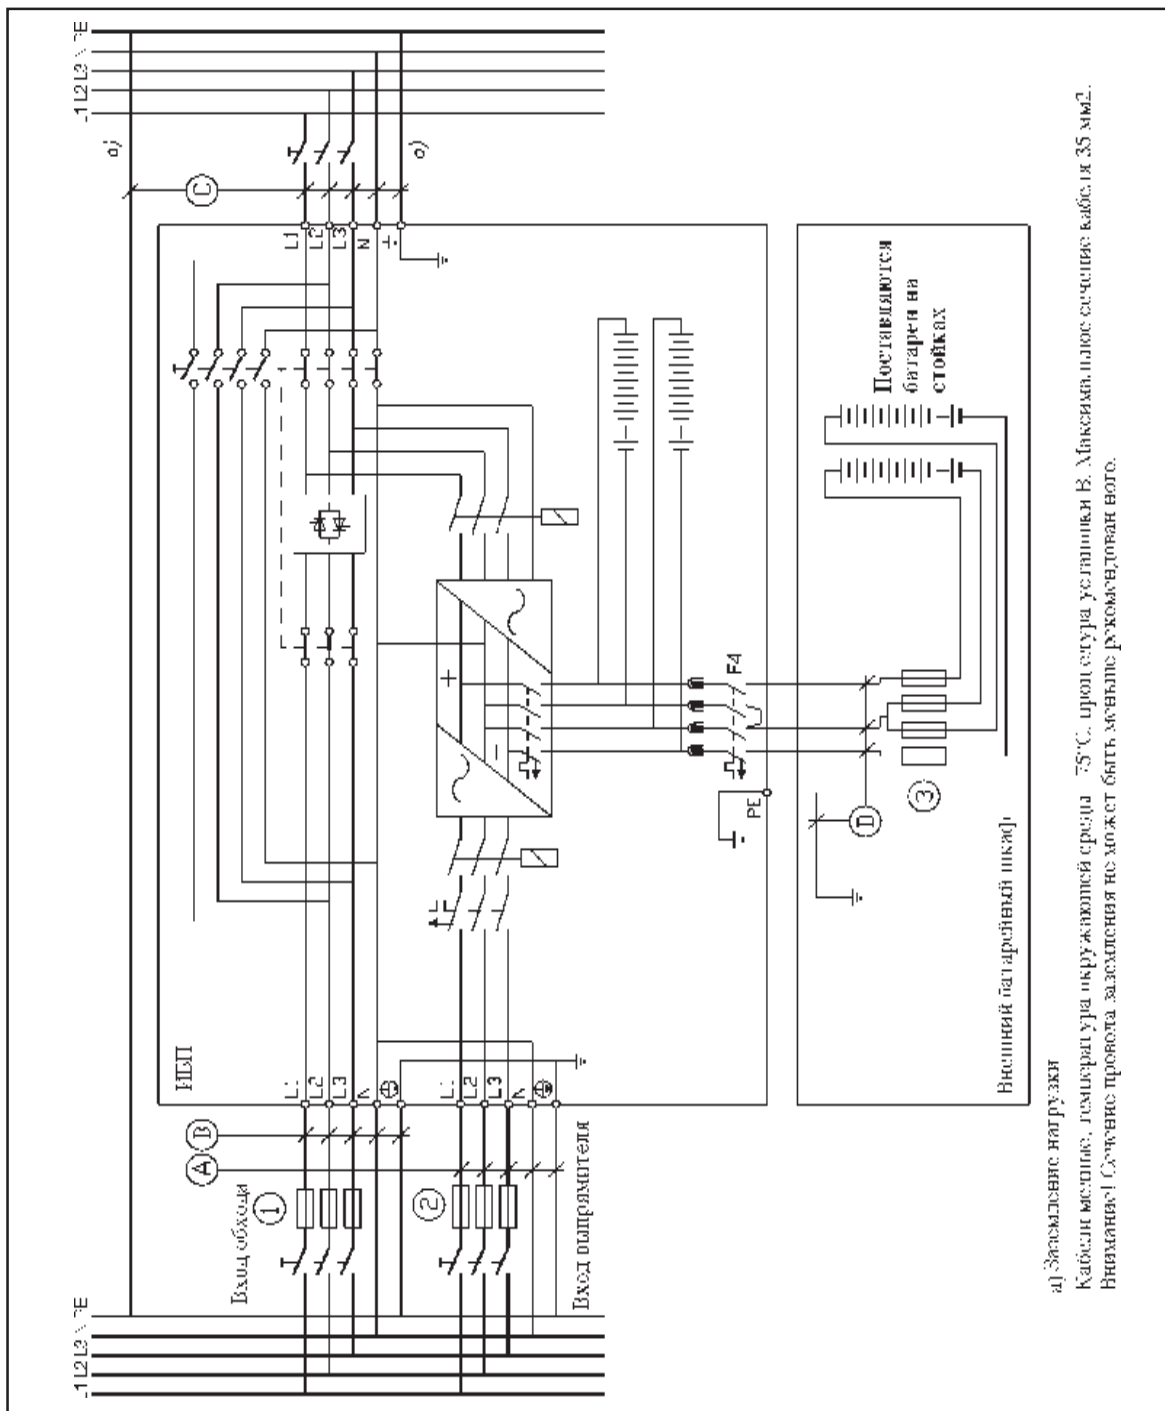 L1 L2 L3 N PE
Вход обхода
1
A
B
L1
L2
L3
N
ИБП
2
Вход выпрямителя
L1
L2
L3
N
+
-
F4
PE
L1
L2
L3
N
C
a)
a)
L1 L2 L3 N PE
Внешний батарейный шкаф
D
3
Поставляются
батареи на
стойках
а) Заземление нагрузки
Кабели медные, температура окружающей среды 75°C, процедура установки B. Максимальное сечение кабеля 35 мм2.
Внимание! Сечение провода заземления не может быть меньше рекомендованного.